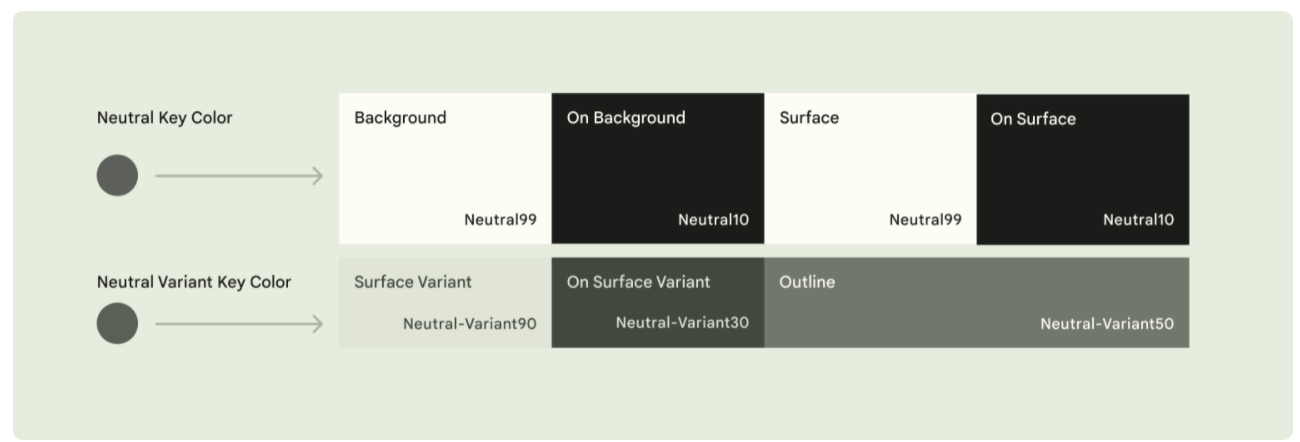 Neutral Key Color
Background
On Background
Surface
On Surface
Neutral99
Neutral10
Neutral99
Neutral10
Neutral Variant Key Color
Surface Variant
On Surface Variant
Outline
Neutral-Variant90
Neutral-Variant30
Neutral-Variant50